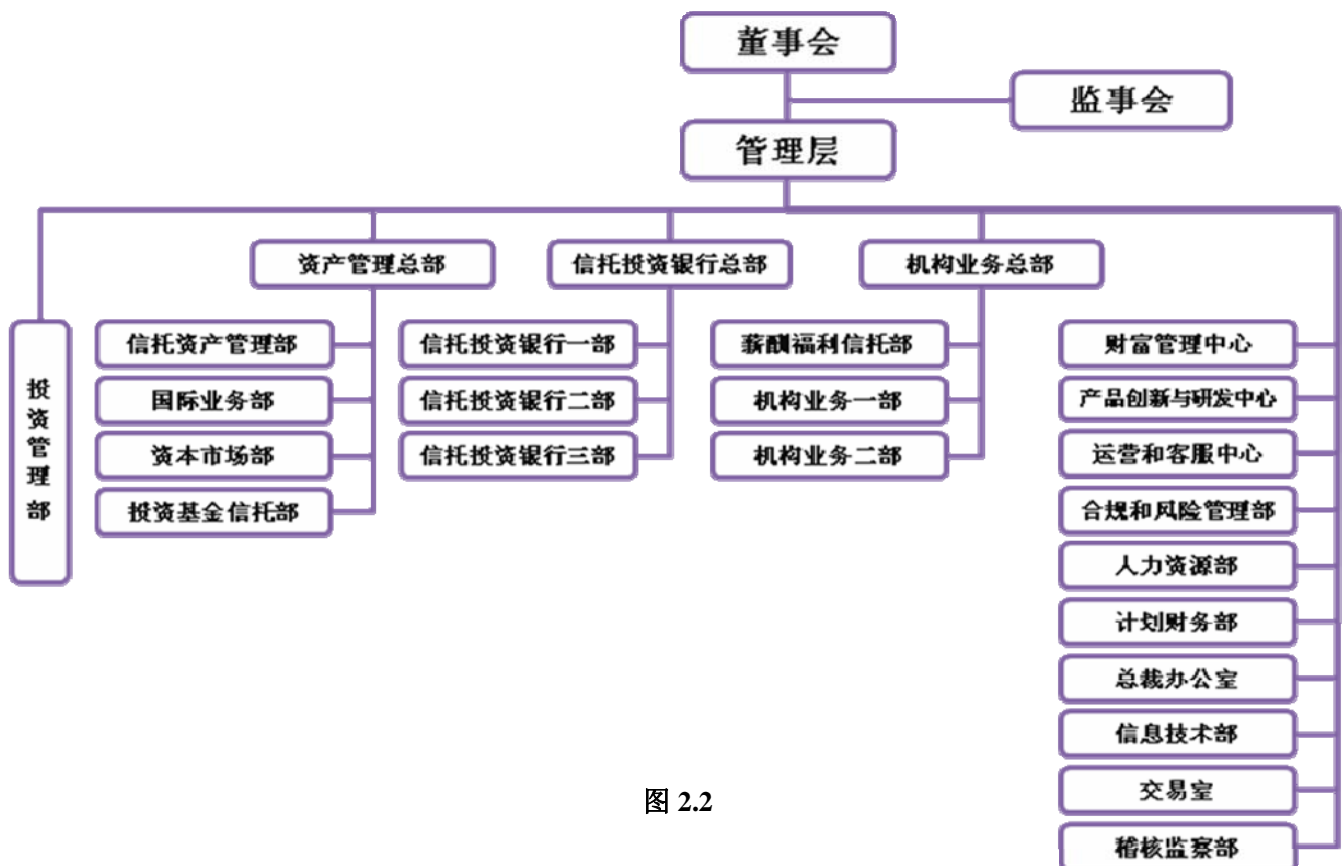 董事会
监事会
管理层
资产管理总部
信托投资银行总部
机构业务总部
投资管理部
信托资产管理部
国际业务部
资本市场部
投资基金信托部
信托投资银行一部
信托投资银行二部
信托投资银行三部
薪酬福利信托部
机构业务一部
机构业务二部
财富管理中心
产品创新与研发中心
运营和客服中心
合规和风险管理部
人力资源部
计划财务部
总裁办公室
信息技术部
交易室
稽核监察部
图 2.2